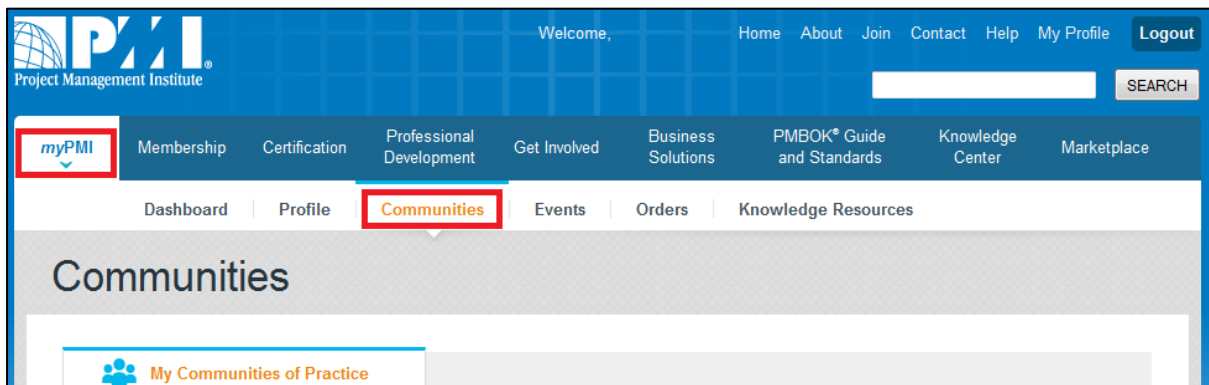 PMI®
Project Management Institute
Welcome,
Home About Join Contact Help My Profile Logout
SEARCH
myPMI
Membership
Certification
Professional
Development
Get Involved
Business
Solutions
PMBOK® Guide
and Standards
Knowledge
Center
Marketplace
Dashboard Profile Communities Events Orders Knowledge Resources
Communities
My Communities of Practice